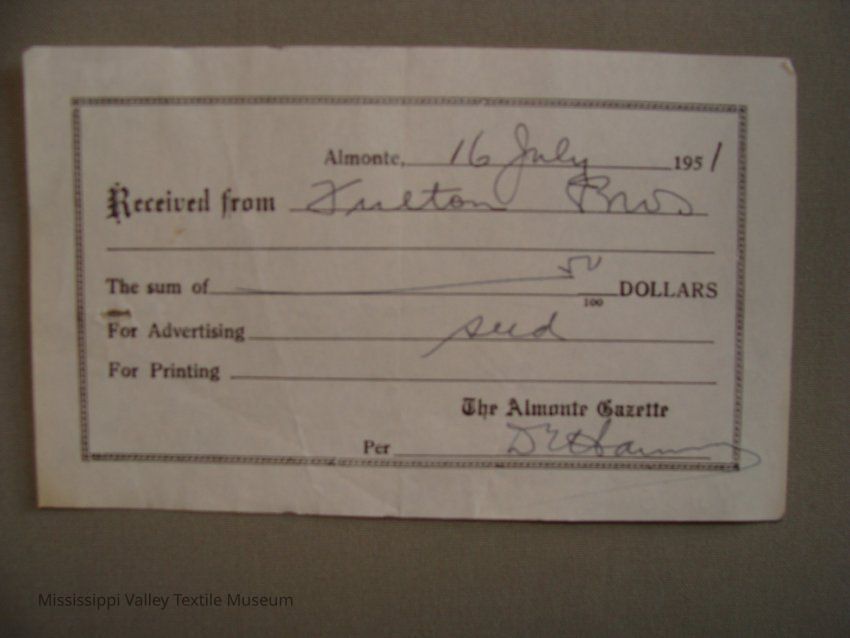 Almonte, 16 July 1951
Received from Fulton Bros
The sum of 50/100 DOLLARS
For Advertising seed
For Printing
The Almonte Gazette
Per
Mississippi Valley Textile Museum